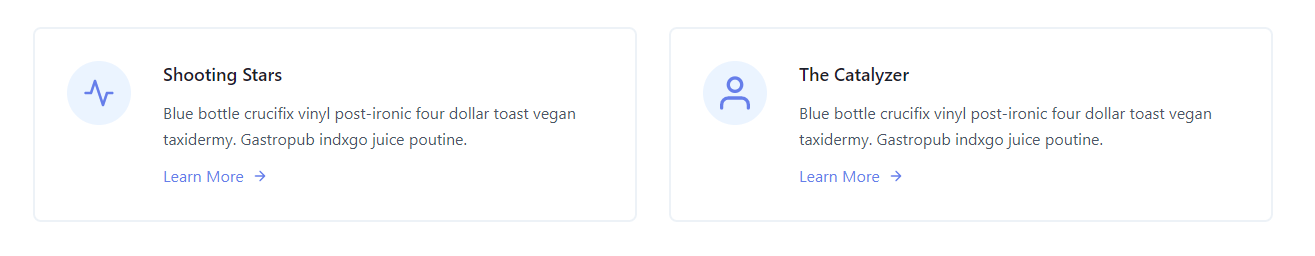 Shooting Stars
Blue bottle crucifix vinyl post-ironic four dollar toast vegan
taxidermy. Gastropub indxgo juice poutine.
Learn More
The Catalyzer
Blue bottle crucifix vinyl post-ironic four dollar toast vegan
taxidermy. Gastropub indxgo juice poutine.
Learn More